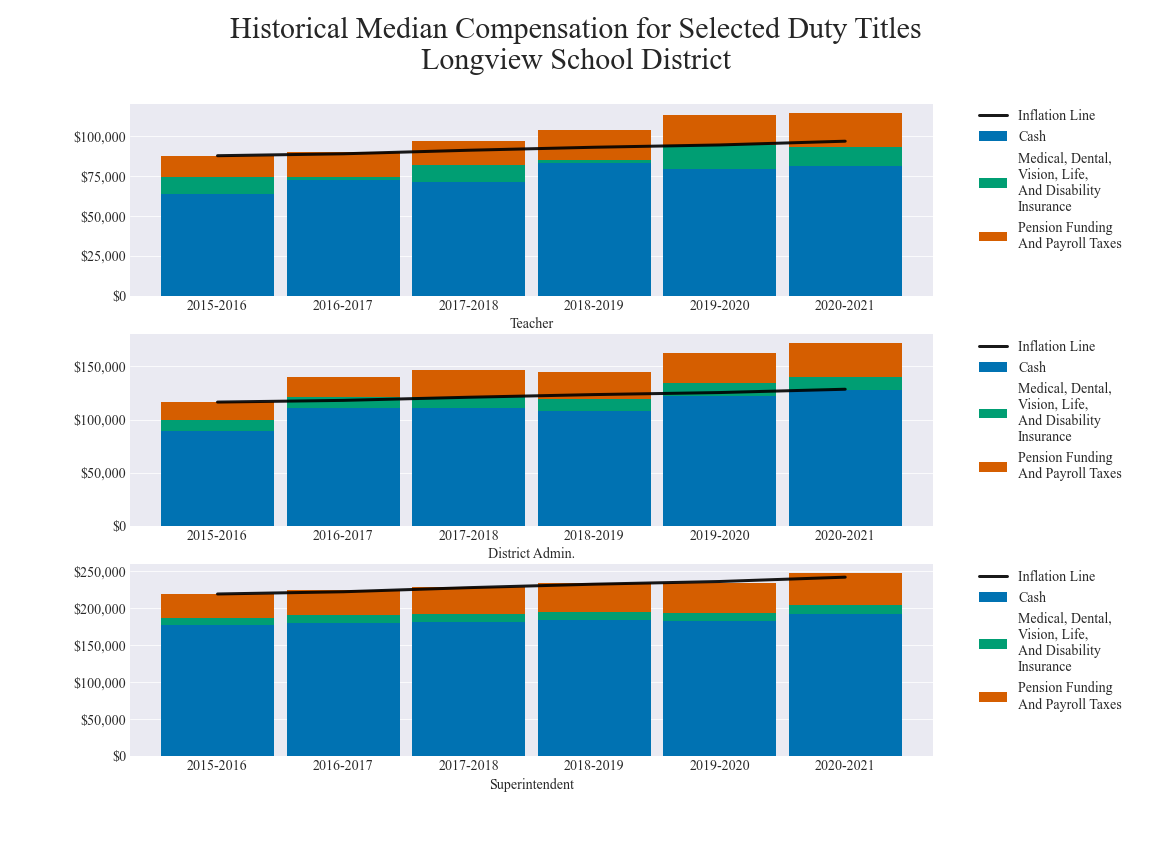 Historical Median Compensation for Selected Duty Titles
Longview School District
$100,000
$75,000
$50,000
$25,000
$0
2015-2016 2016-2017 2017-2018 2018-2019 2019-2020 2020-2021
Teacher
Inflation Line
Cash
Medical, Dental,
Vision, Life,
And Disability
Insurance
Pension Funding
And Payroll Taxes
$150,000
$100,000
$50,000
$0
2015-2016 2016-2017 2017-2018 2018-2019 2019-2020 2020-2021
District Admin.
Inflation Line
Cash
Medical, Dental,
Vision, Life,
And Disability
Insurance
Pension Funding
And Payroll Taxes
$250,000
$200,000
$150,000
$100,000
$50,000
$0
2015-2016 2016-2017 2017-2018 2018-2019 2019-2020 2020-2021
Superintendent
Inflation Line
Cash
Medical, Dental,
Vision, Life,
And Disability
Insurance
Pension Funding
And Payroll Taxes